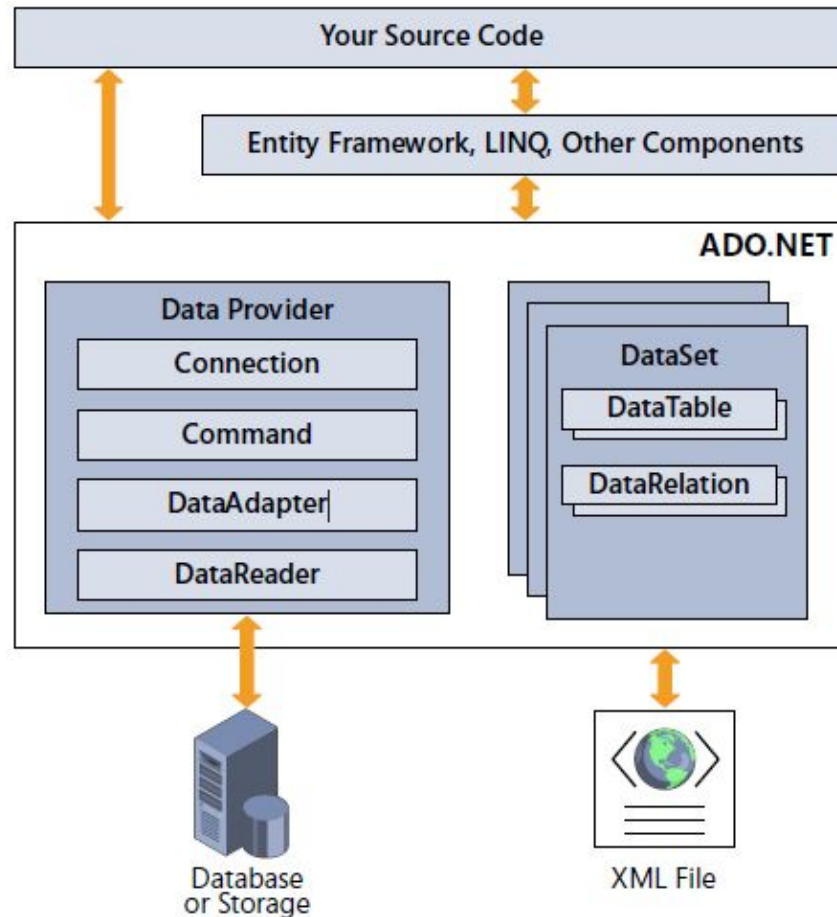 Your Source Code
Entity Framework, LINQ, Other Components
ADO.NET
Data Provider
Connection
Command
DataAdapter
DataReader
DataSet
DataTable
DataRelation
Database
or Storage
XML File